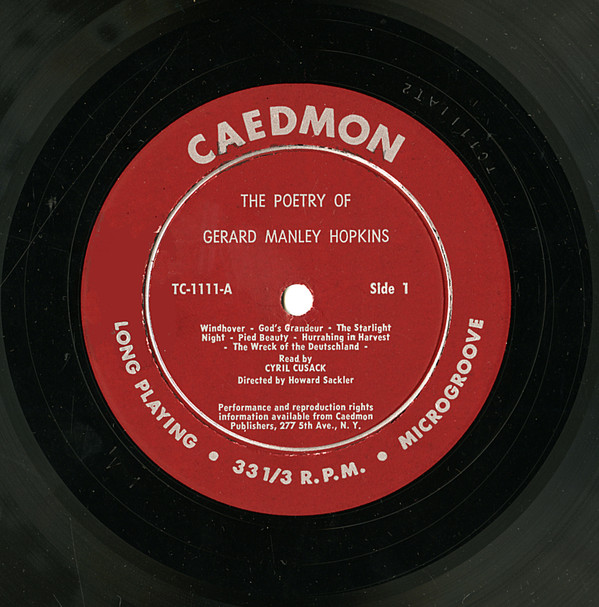 CAEDMON
THE POETRY OF
GERARD MANLEY HOPKINS
TC-1111-A Side 1
Windhover - God's Grandeur - The Starlight
Night - Pied Beauty - Hurrahing in Harvest
- The Wreck of the Deutschland -
Read by
CYRIL CUSACK
Directed by Howard Sackler
Performance and reproduction rights
information available from Caedmon
Publishers, 277 5th Ave., N. Y.
LONG PLAYING • 33 1/3 R.P.M. • MICROGROOVE